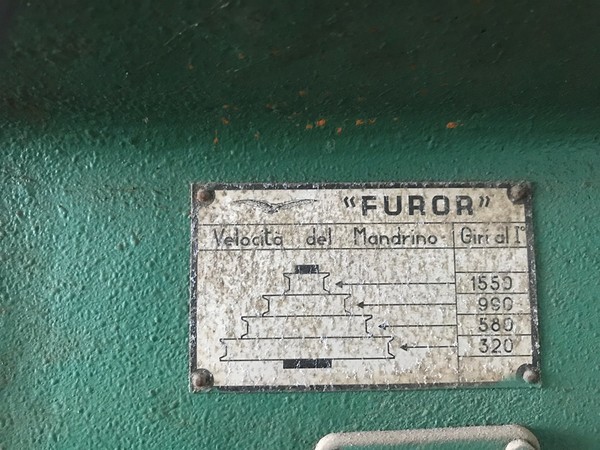 "FUROR"
Velocità del Mandrino Giri al 1°
1550
990
580
320